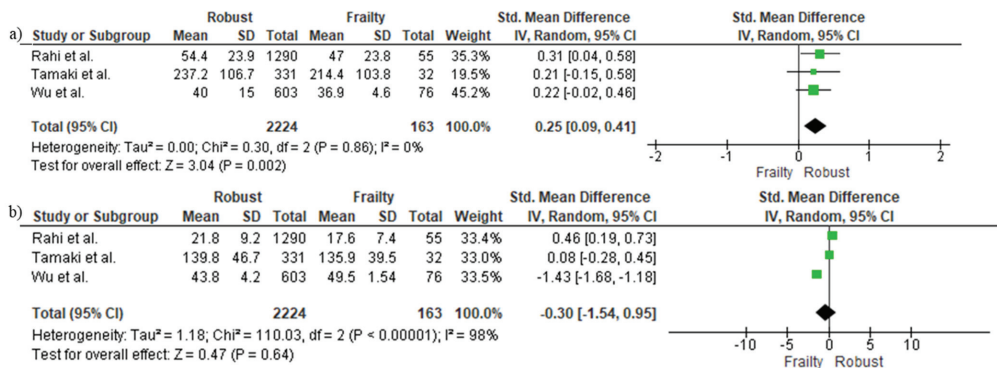 a)
Robust Frailty Std. Mean Difference Std. Mean Difference
Study or Subgroup Mean SD Total Mean SD Total Weight IV, Random, 95% CI IV, Random, 95% CI
Rahi et al. 54.4 23.9 1290 47 23.8 55 35.3% 0.31 [0.04, 0.58]
Tamaki et al. 237.2 106.7 331 214.4 103.8 32 19.5% 0.21 [-0.15, 0.58]
Wu et al. 40 15 603 36.9 4.6 76 45.2% 0.22 [-0.02, 0.46]
Total (95% CI) 2224 163 100.0% 0.25 [0.09, 0.41]
Heterogeneity: Tau² = 0.00; Chi² = 0.30, df = 2 (P = 0.86); I² = 0%
Test for overall effect: Z = 3.04 (P = 0.002)
-2 -1 0 1 2
Frailty Robust
b)
Robust Frailty Std. Mean Difference Std. Mean Difference
Study or Subgroup Mean SD Total Mean SD Total Weight IV, Random, 95% CI IV, Random, 95% CI
Rahi et al. 21.8 9.2 1290 17.6 7.4 55 33.4% 0.46 [0.19, 0.73]
Tamaki et al. 139.8 46.7 331 135.9 39.5 32 33.0% 0.08 [-0.28, 0.45]
Wu et al. 43.8 4.2 603 49.5 1.54 76 33.5% -1.43 [-1.68, -1.18]
Total (95% CI) 2224 163 100.0% -0.30 [-1.54, 0.95]
Heterogeneity: Tau² = 1.18; Chi² = 110.03, df = 2 (P < 0.00001); I² = 98%
Test for overall effect: Z = 0.47 (P = 0.64)
-10 -5 0 5 10
Frailty Robust